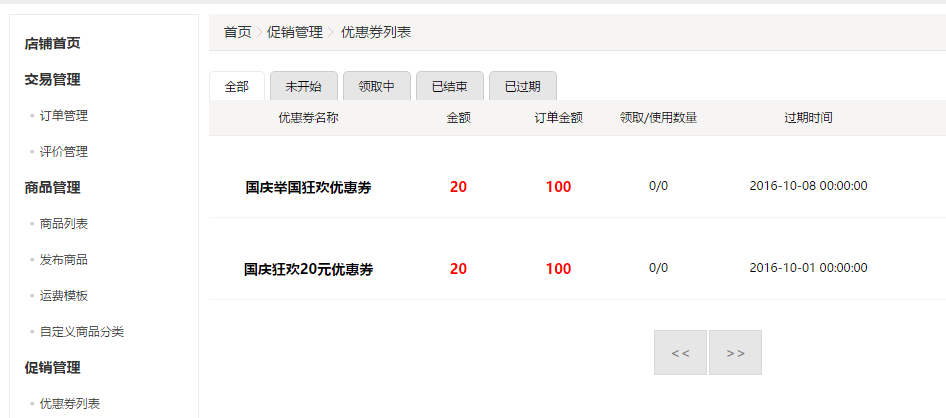 店铺首页
交易管理
订单管理
评价管理
商品管理
商品列表
发布商品
运费模板
自定义商品分类
促销管理
优惠券列表
首页 > 促销管理 > 优惠券列表
全部 未开始 领取中 已结束 已过期
优惠券名称 金额 订单金额 领取/使用数量 过期时间
国庆举国狂欢优惠券 20 100 0/0 2016-10-08 00:00:00
国庆狂欢20元优惠券 20 100 0/0 2016-10-01 00:00:00
<< >>